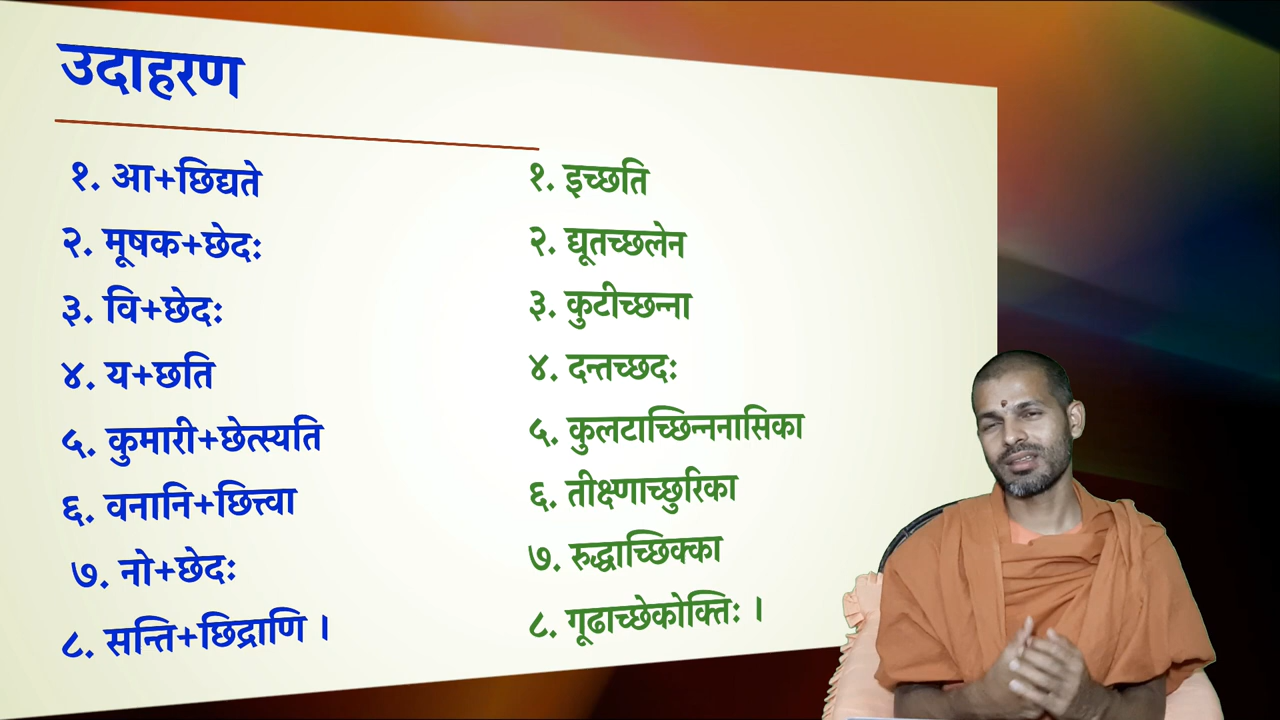 उदाहरण
१. आ+छिद्यते
२. मूषक+छेदः
३. वि+छेदः
४. य+छति
५. कुमारी+छेत्स्यति
६. वनानि+छित्त्वा
७. नो+छेदः
८. सन्ति+छिद्राणि ।
१. इच्छति
२. द्यूतच्छलेन
३. कुटीच्छन्ना
४. दन्तच्छदः
५. कुलटाच्छिन्ननासिका
६. तीक्ष्णाच्छुरिका
७. रुद्धाच्छिक्का
८. गूढाच्छेकोक्तिः ।